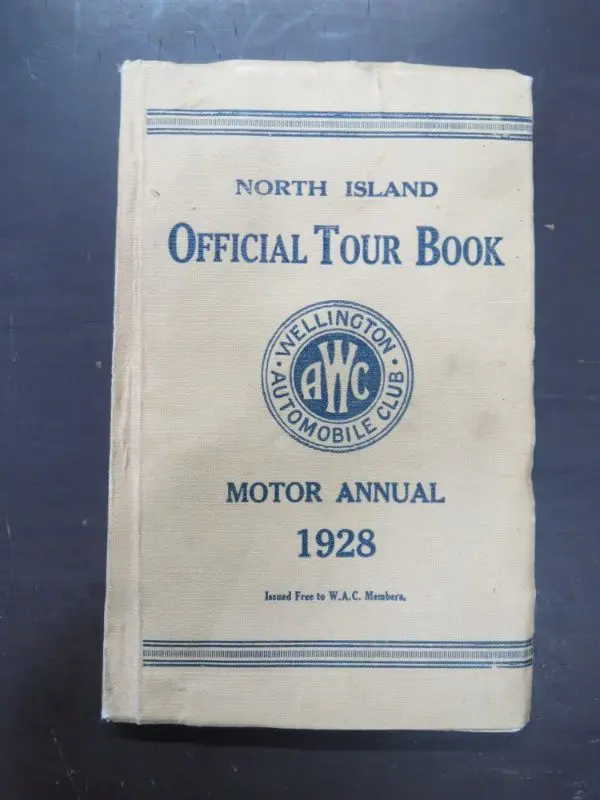 NORTH ISLAND
OFFICIAL TOUR BOOK
· WELLINGTON ·
AUTOMOBILE CLUB
AWC
MOTOR ANNUAL
1928
Issued Free to W.A.C. Members.